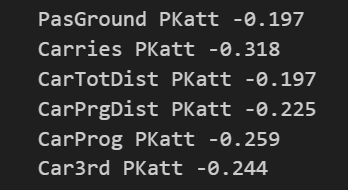 PasGround PKatt -0.197
Carries PKatt -0.318
CarTotDist PKatt -0.197
CarPrgDist PKatt -0.225
CarProg PKatt -0.259
Car3rd PKatt -0.244